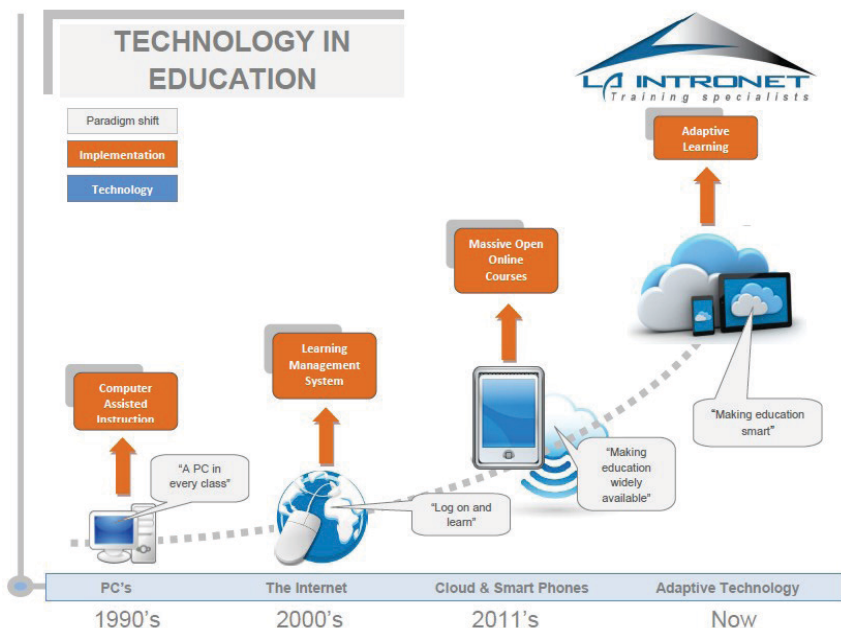 TECHNOLOGY IN
EDUCATION
LA INTRONET
Training specialists
Paradigm shift
Implementation
Technology
Adaptive
Learning
Massive Open
Online
Courses
Learning
Management
System
Computer
Assisted
Instruction
"Making education
smart"
"A PC in
every class"
"Making
education
widely
available"
"Log on and
learn"
PC's
The Internet
Cloud & Smart Phones
Adaptive Technology
1990's
2000's
2011's
Now